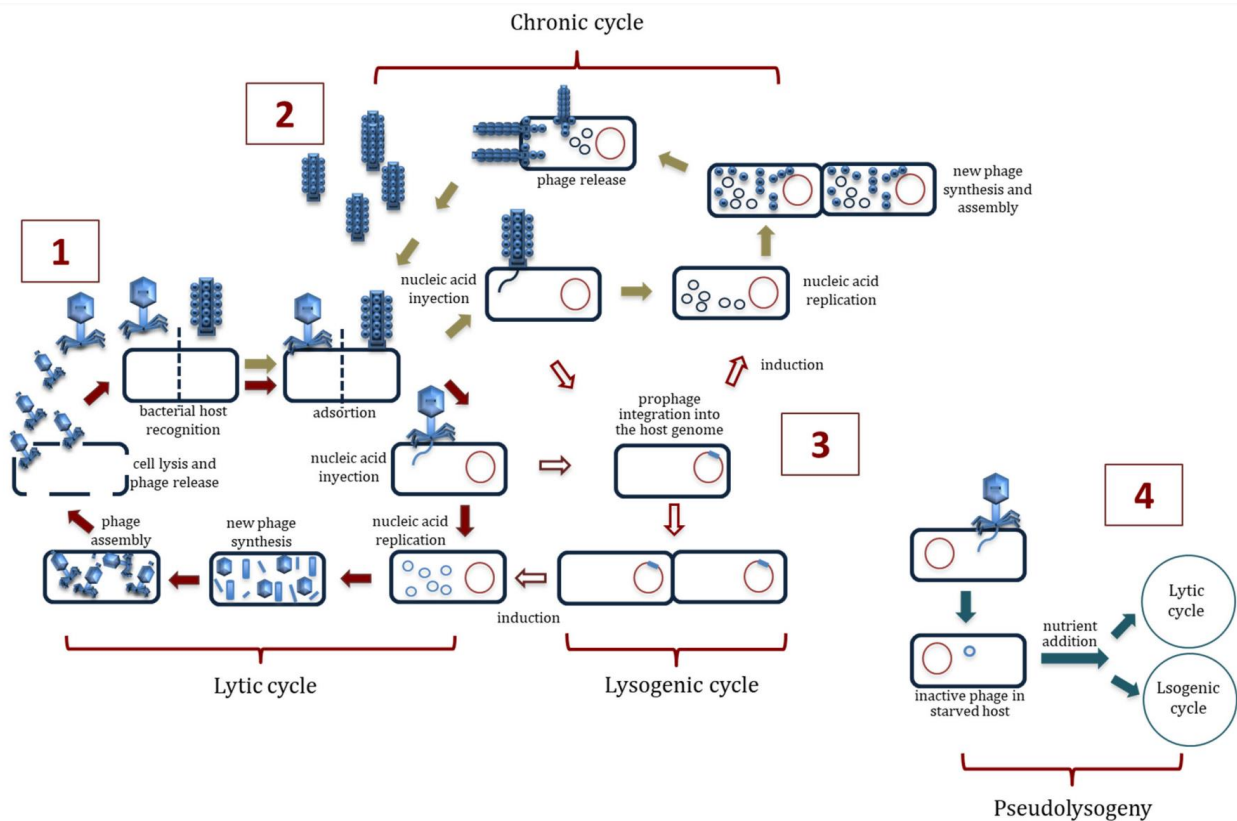 Chronic cycle
2
phage release
new phage
synthesis and
assembly
1
nucleic acid
inyection
nucleic acid
replication
bacterial host
recognition
adsortion
induction
prophage
integration into
the host genome
3
cell lysis and
phage release
nucleic acid
inyection
4
phage
assembly
new phage
synthesis
nucleic acid
replication
induction
Lytic cycle
Lysogenic cycle
nutrient
addition
Lytic
cycle
inactive phage in
starved host
Lsogenic
cycle
Pseudolysogeny